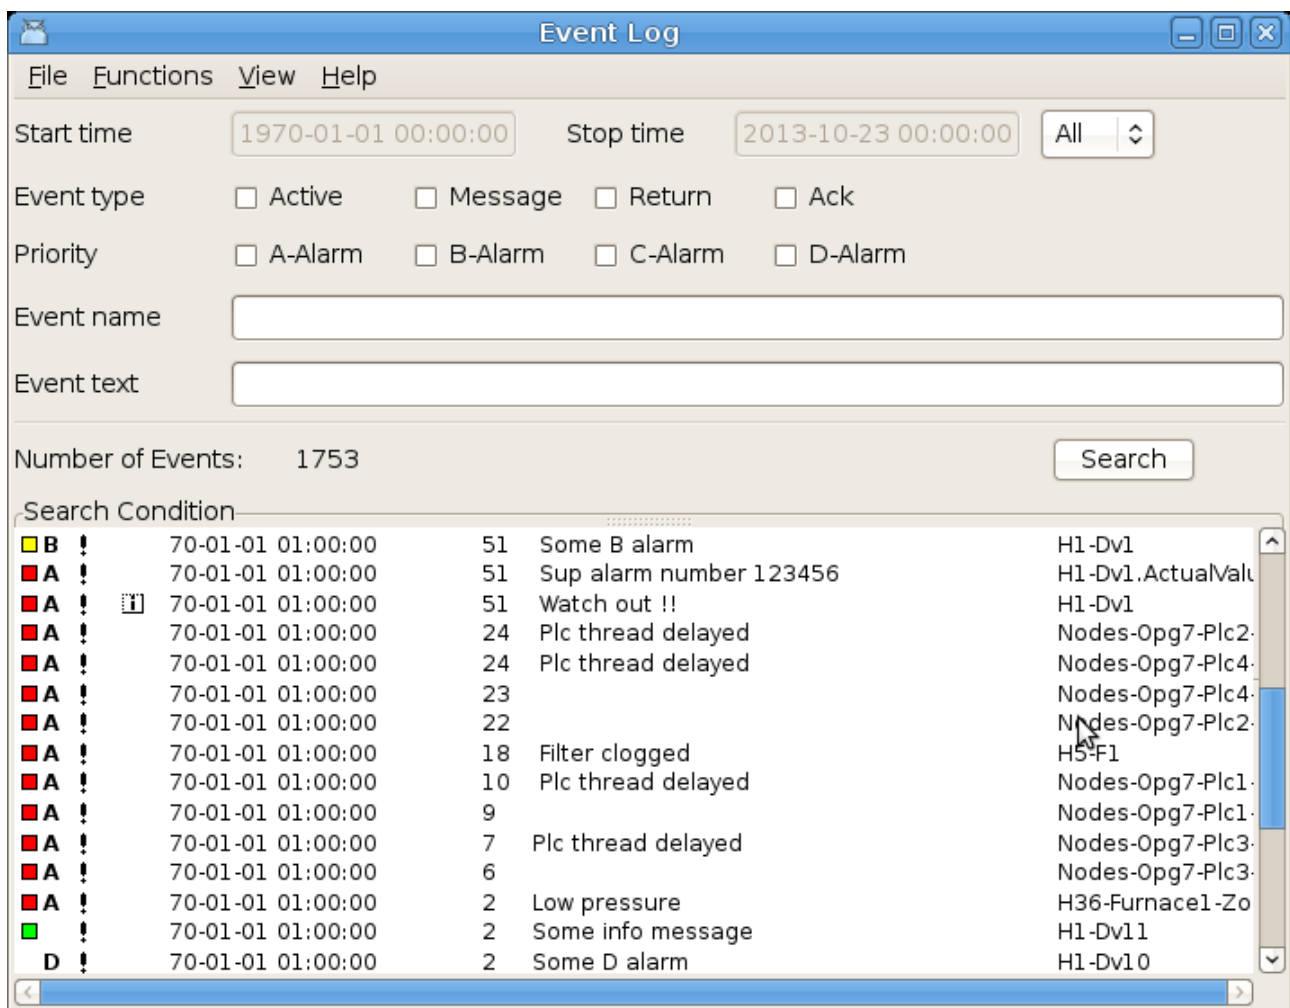 Event Log
File Functions View Help
Start time 1970-01-01 00:00:00 Stop time 2013-10-23 00:00:00 All
Event type Active Message Return Ack
Priority A-Alarm B-Alarm C-Alarm D-Alarm
Event name
Event text
Number of Events: 1753 Search
Search Condition
B ! 70-01-01 01:00:00 51 Some B alarm H1-Dv1
A ! 70-01-01 01:00:00 51 Sup alarm number 123456 H1-Dv1.ActualValu
A ! i 70-01-01 01:00:00 51 Watch out !! H1-Dv1
A ! 70-01-01 01:00:00 24 Plc thread delayed Nodes-Opg7-Plc2-
A ! 70-01-01 01:00:00 24 Plc thread delayed Nodes-Opg7-Plc4-
A ! 70-01-01 01:00:00 23 Nodes-Opg7-Plc4-
A ! 70-01-01 01:00:00 22 Nodes-Opg7-Plc2-
A ! 70-01-01 01:00:00 18 Filter clogged H5-F1
A ! 70-01-01 01:00:00 10 Plc thread delayed Nodes-Opg7-Plc1-
A ! 70-01-01 01:00:00 9 Nodes-Opg7-Plc1-
A ! 70-01-01 01:00:00 7 Plc thread delayed Nodes-Opg7-Plc3-
A ! 70-01-01 01:00:00 6 Nodes-Opg7-Plc3-
A ! 70-01-01 01:00:00 2 Low pressure H36-Furnace1-Zo
! 70-01-01 01:00:00 2 Some info message H1-Dv11
D ! 70-01-01 01:00:00 2 Some D alarm H1-Dv10